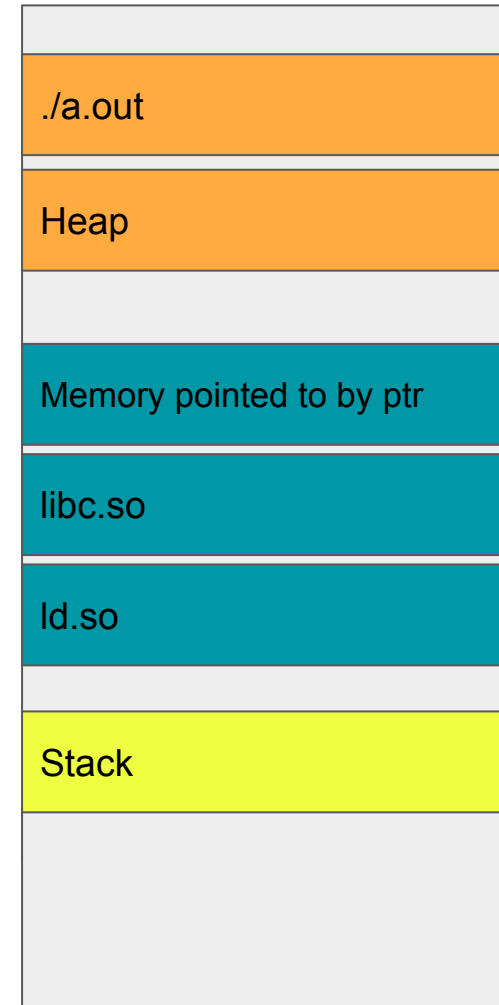 ./a.out
Heap
Memory pointed to by ptr
libc.so
ld.so
Stack